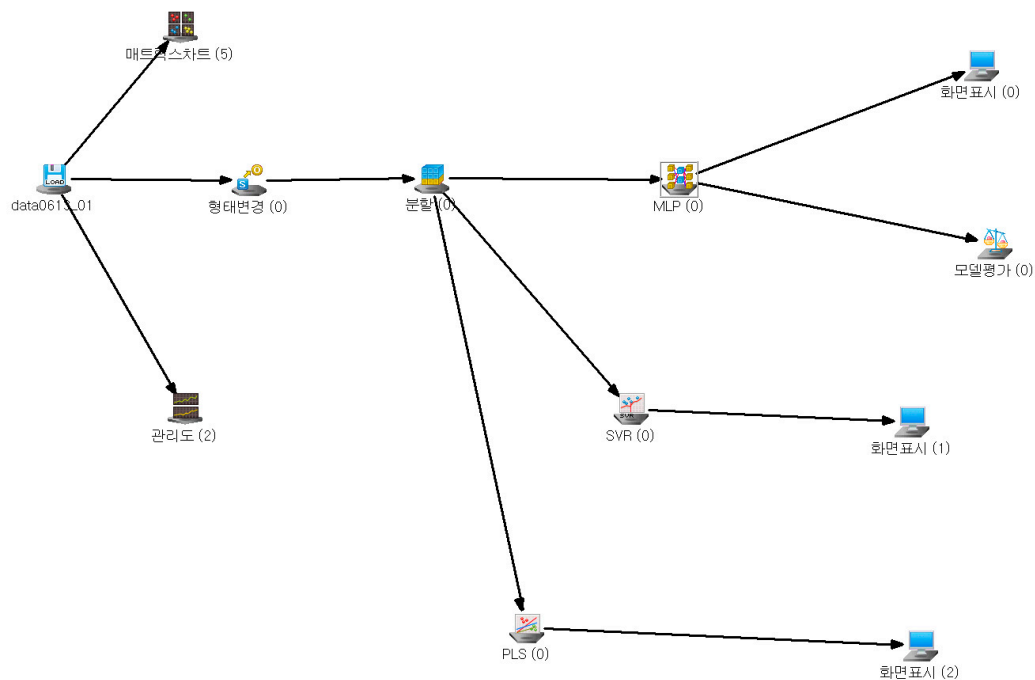 매트릭스차트 (5)
화면표시 (0)
LOAD
data0613_01
형태변경 (0)
분할 (0)
MLP (0)
모델평가 (0)
관리도 (2)
SVR
SVR (0)
화면표시 (1)
PLS (0)
화면표시 (2)